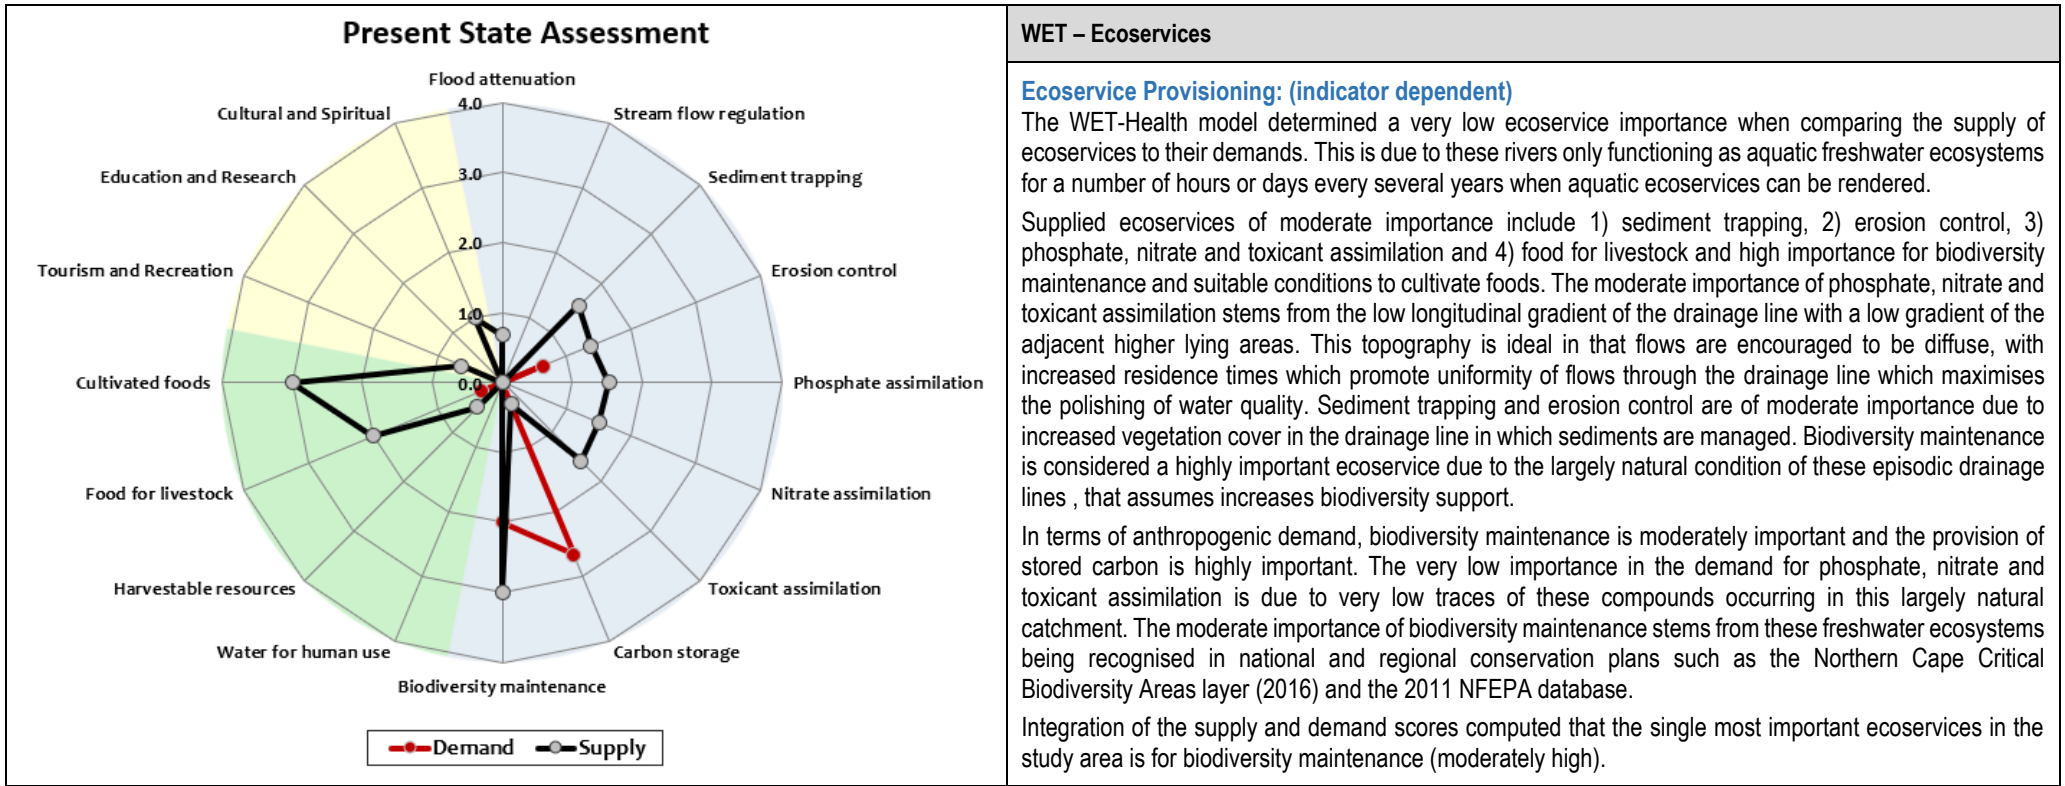 Present State Assessment
Flood attenuation
Cultural and Spiritual
4.0
Stream flow regulation
Education and Research
3.0
Sediment trapping
2.0
Tourism and Recreation
Erosion control
1.0
Cultivated foods
0.0
Phosphate assimilation
Food for livestock
Nitrate assimilation
Harvestable resources
Toxicant assimilation
Water for human use
Carbon storage
Biodiversity maintenance
Demand
Supply
WET – Ecoservices
Ecoservice Provisioning: (indicator dependent)
The WET-Health model determined a very low ecoservice importance when comparing the supply of
ecoservices to their demands. This is due to these rivers only functioning as aquatic freshwater ecosystems
for a number of hours or days every several years when aquatic ecoservices can be rendered.
Supplied ecoservices of moderate importance include 1) sediment trapping, 2) erosion control, 3)
phosphate, nitrate and toxicant assimilation and 4) food for livestock and high importance for biodiversity
maintenance and suitable conditions to cultivate foods. The moderate importance of phosphate, nitrate and
toxicant assimilation stems from the low longitudinal gradient of the drainage line with a low gradient of the
adjacent higher lying areas. This topography is ideal in that flows are encouraged to be diffuse, with
increased residence times which promote uniformity of flows through the drainage line which maximises
the polishing of water quality. Sediment trapping and erosion control are of moderate importance due to
increased vegetation cover in the drainage line in which sediments are managed. Biodiversity maintenance
is considered a highly important ecoservice due to the largely natural condition of these episodic drainage
lines , that assumes increases biodiversity support.
In terms of anthropogenic demand, biodiversity maintenance is moderately important and the provision of
stored carbon is highly important. The very low importance in the demand for phosphate, nitrate and
toxicant assimilation is due to very low traces of these compounds occurring in this largely natural
catchment. The moderate importance of biodiversity maintenance stems from these freshwater ecosystems
being recognised in national and regional conservation plans such as the Northern Cape Critical
Biodiversity Areas layer (2016) and the 2011 NFEPA database.
Integration of the supply and demand scores computed that the single most important ecoservices in the
study area is for biodiversity maintenance (moderately high).